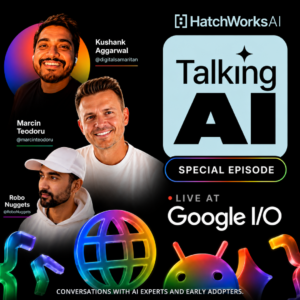 HatchWorksAI
Kushank
Aggarwal
@digitalsamaritan
Talking
AI
Marcin
Teodoru
@marcinteodoru
SPECIAL EPISODE
Robo
Nuggets
@RoboNuggets
LIVE AT
Google I/O
CONVERSATIONS WITH AI EXPERTS AND EARLY ADOPTERS.